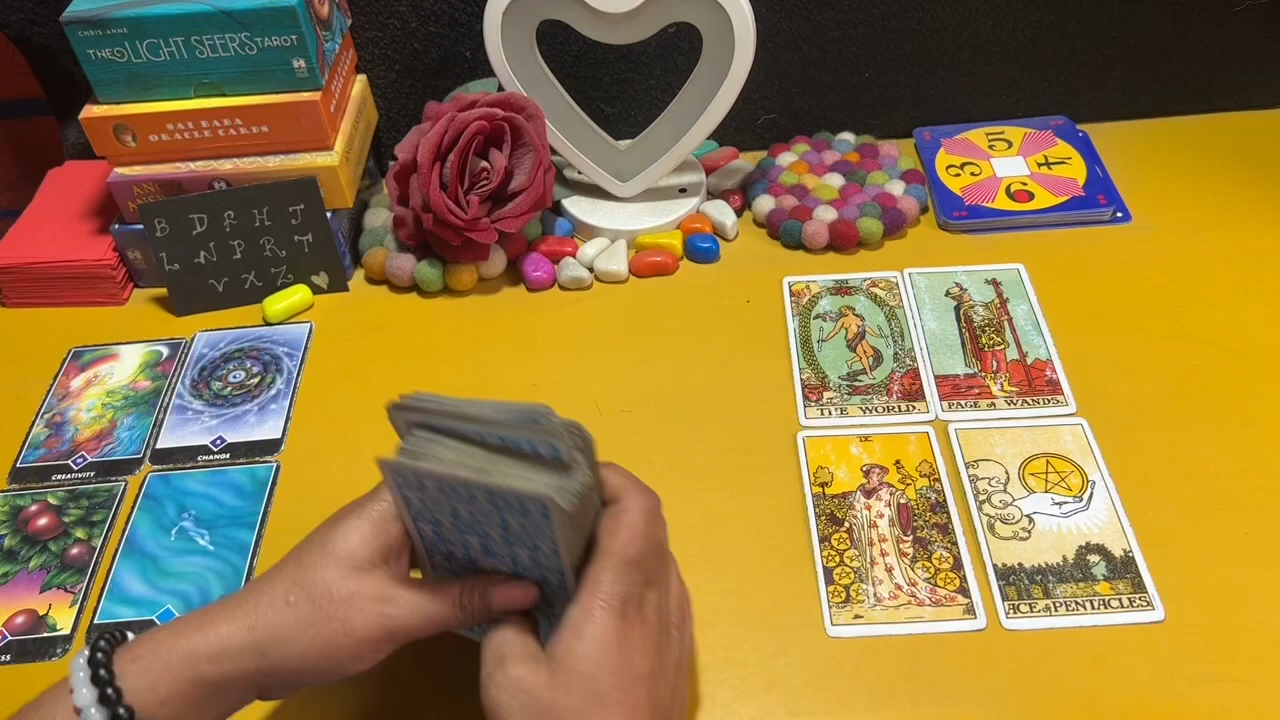 CHRIS-ANNE
THE LIGHT SEER'S TAROT
SAI BABA
ORACLE CARDS
B D F H J
L N P R T
V X Z
3 5 4 6
THE WORLD.
PAGE of WANDS.
IX
ACE of PENTACLES
III
CREATIVITY
X
CHANGE